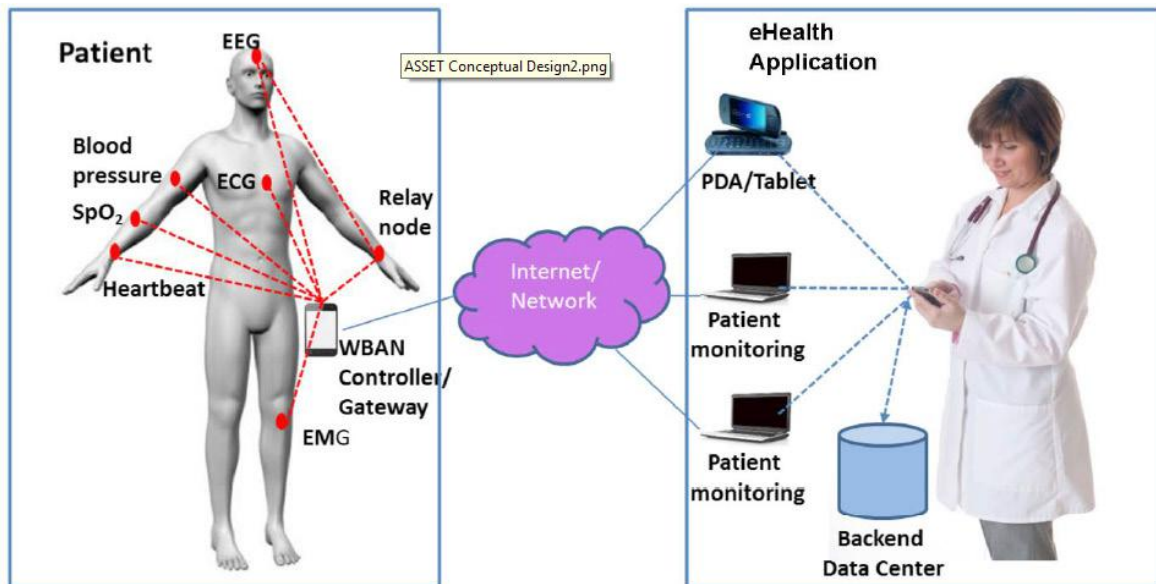 Patient
EEG
Blood
pressure
SpO₂
ECG
Relay
node
Heartbeat
WBAN
Controller/
Gateway
EMG
ASSET Conceptual Design2.png
Internet/
Network
eHealth
Application
PDA/Tablet
Patient
monitoring
Patient
monitoring
Backend
Data Center